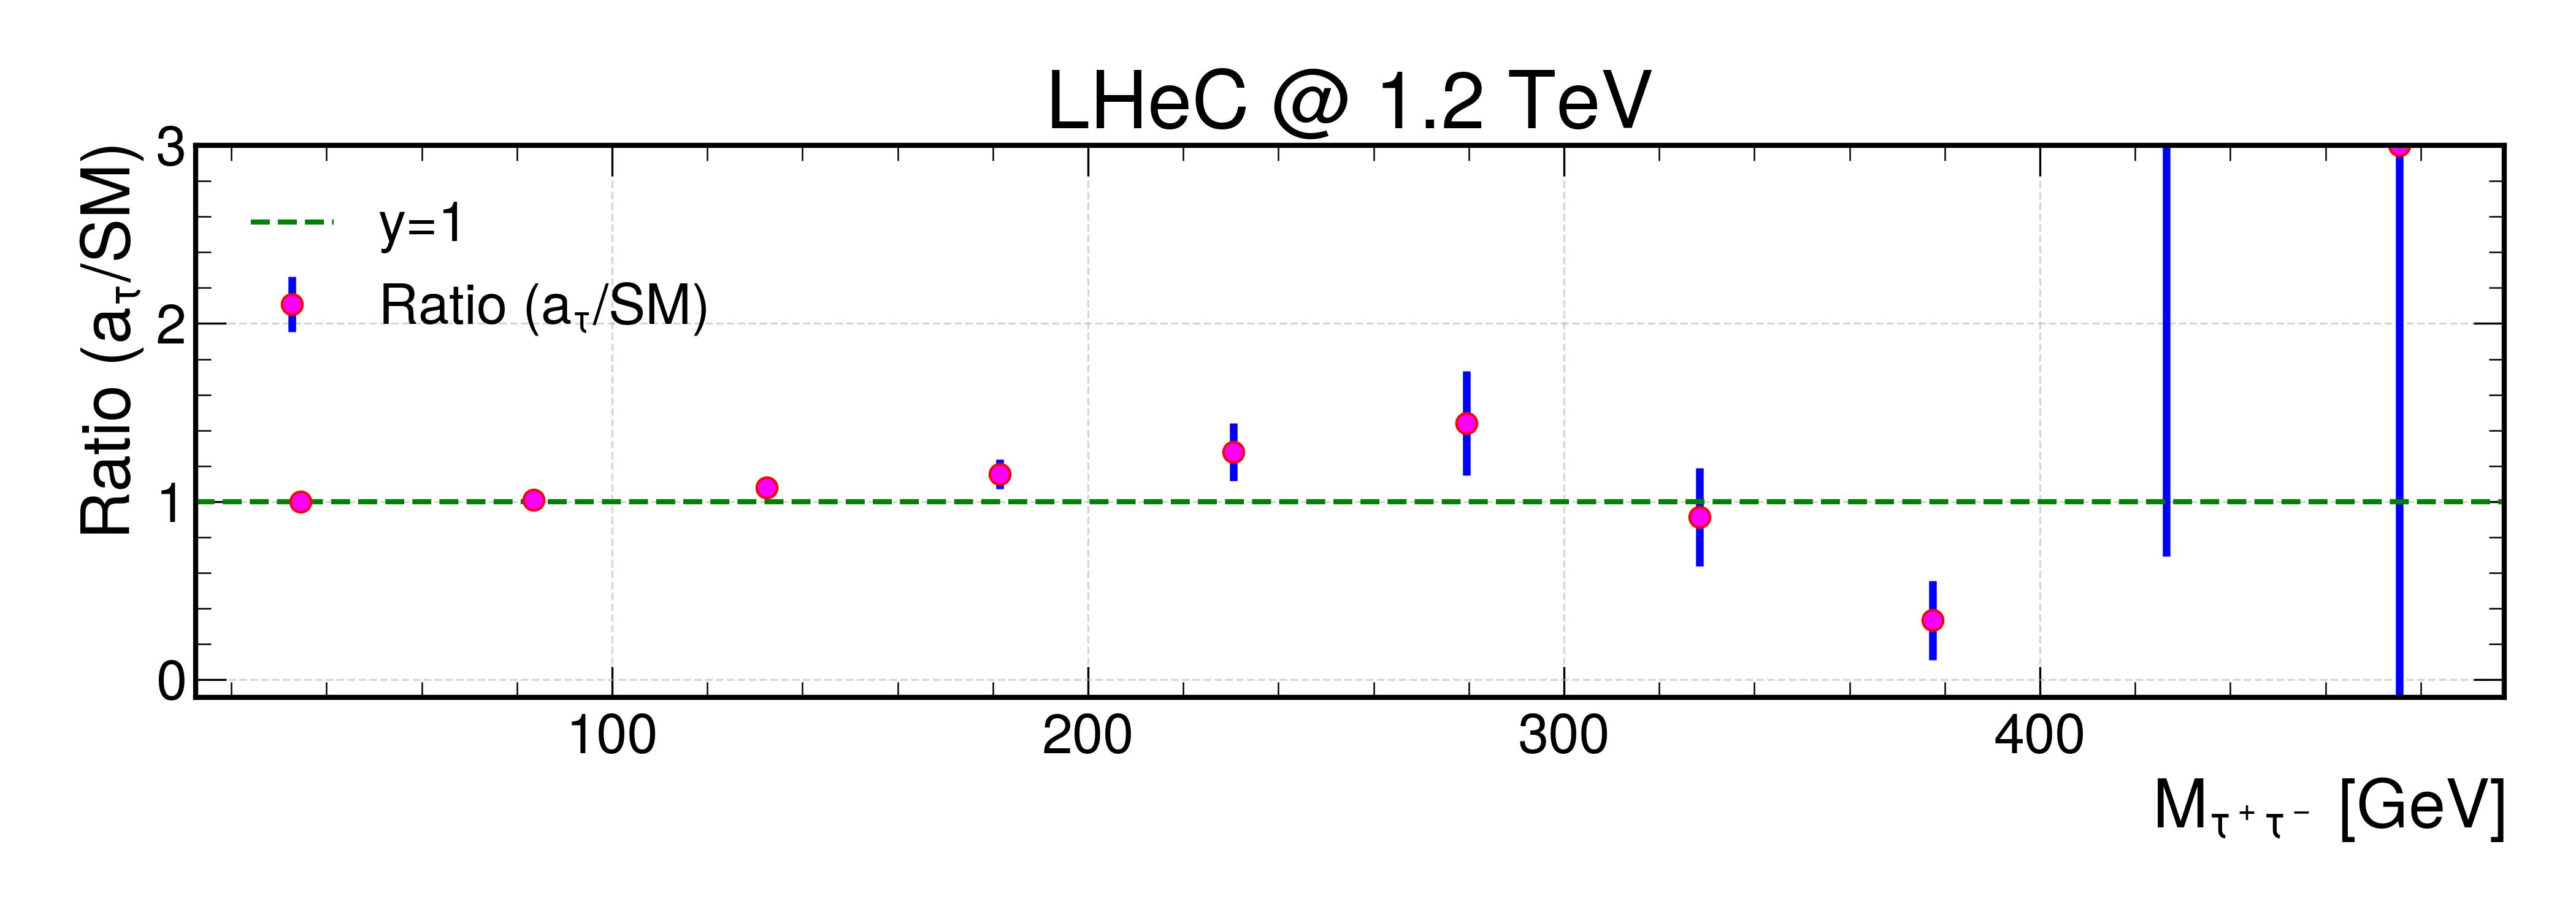 LHeC @ 1.2 TeV
Ratio (aτ/SM)
3
2
1
0
y=1
Ratio (aτ/SM)
100 200 300 400
Mτ+τ− [GeV]